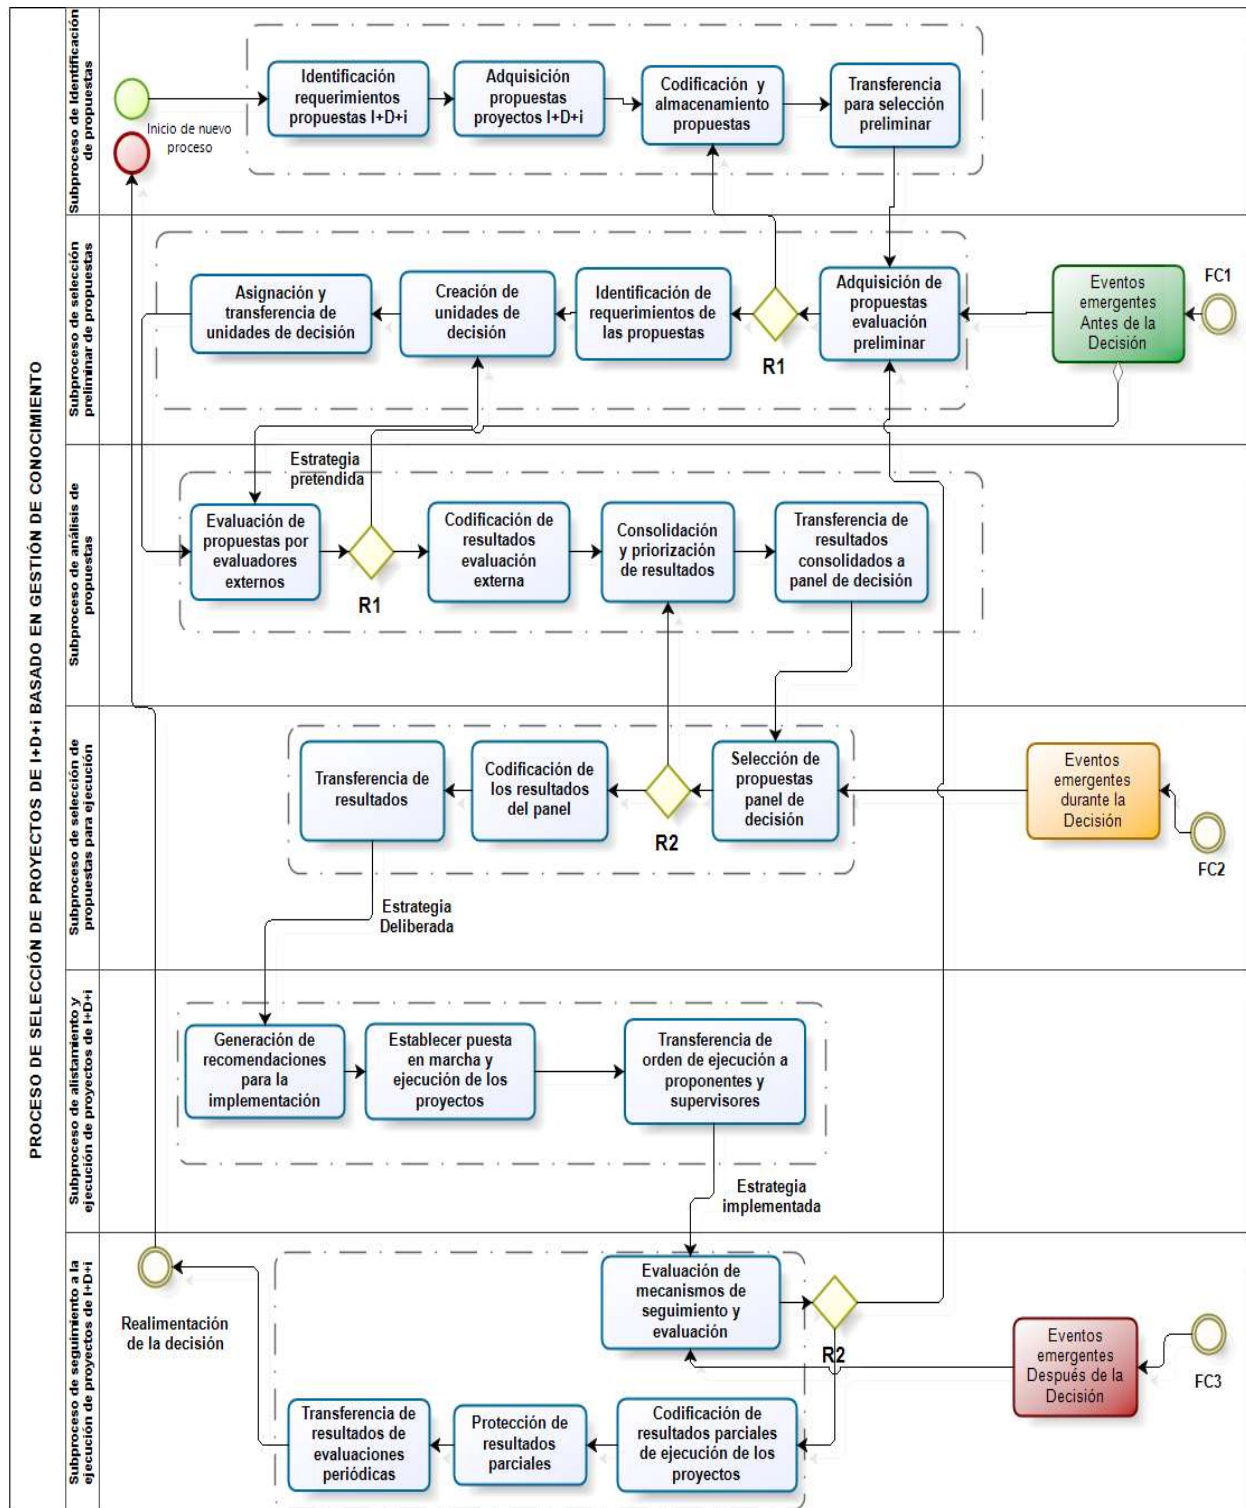 PROCESO DE SELECCIÓN DE PROYECTOS DE I+D+i BASADO EN GESTIÓN DE CONOCIMIENTO
Subproceso de Identificación
de propuestas
Inicio de nuevo
proceso
Identificación
requerimientos
propuestas I+D+i
Adquisición
propuestas
proyectos I+D+i
Codificación y
almacenamiento
propuestas
Transferencia
para selección
preliminar
Subproceso de selección
preliminar de propuestas
Asignación y
transferencia de
unidades de decisión
Creación de
unidades de
decisión
Identificación de
requerimientos de
las propuestas
R1
Adquisición de
propuestas
evaluación
preliminar
Eventos
emergentes
Antes de la
Decisión
FC1
Subproceso de análisis de
propuestas
Estrategia
pretendida
Evaluación de
propuestas por
evaluadores
externos
R1
Codificación de
resultados
evaluación
externa
Consolidación
y priorización
de resultados
Transferencia de
resultados
consolidados a
panel de decisión
Subproceso de selección de
propuestas para ejecución
Transferencia de
resultados
Codificación de
los resultados
del panel
R2
Selección de
propuestas
panel de
decisión
Eventos
emergentes
durante la
Decisión
FC2
Estrategia
Deliberada
Subproceso de alistamiento y
ejecución de proyectos de I+D+i
Generación de
recomendaciones
para la
implementación
Establecer puesta
en marcha y
ejecución de los
proyectos
Transferencia de
orden de ejecución a
proponentes y
supervisores
Estrategia
implementada
Subproceso de seguimiento a la
ejecución de proyectos de I+D+i
Realimentación
de la decisión
Evaluación de
mecanismos de
seguimiento y
evaluación
R2
Eventos
emergentes
Después de la
Decisión
FC3
Transferencia de
resultados de
evaluaciones
periódicas
Protección de
resultados
parciales
Codificación de
resultados parciales
de ejecución de los
proyectos